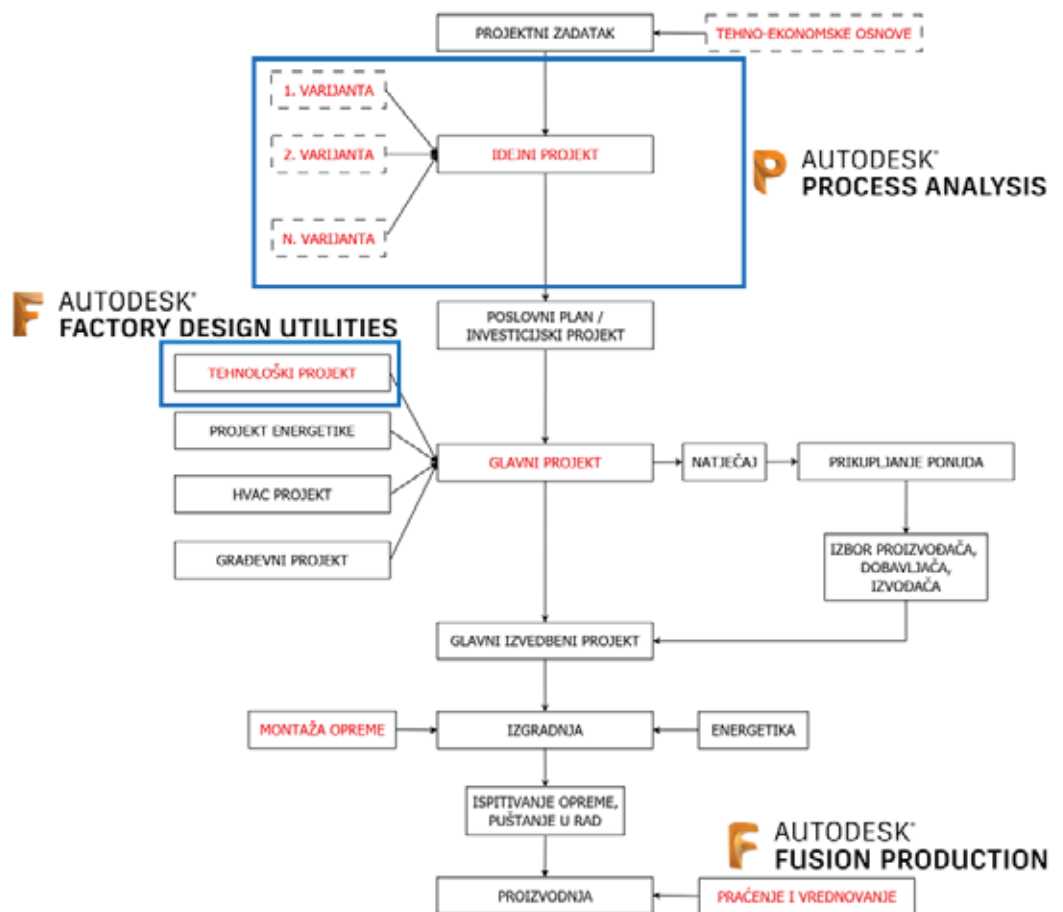 PROJEKTNI ZADATAK
TEHNO-EKONOMSKE OSNOVE
1. VARIJANTA
2. VARIJANTA
IDEJNI PROJEKT
N. VARIJANTA
AUTODESK®
PROCESS ANALYSIS
POSLOVNI PLAN /
INVESTICIJSKI PROJEKT
AUTODESK®
FACTORY DESIGN UTILITIES
TEHNOLOŠKI PROJEKT
PROJEKT ENERGETIKE
HVAC PROJEKT
GRAĐEVNI PROJEKT
GLAVNI PROJEKT
NATJEČAJ
PRIKUPLJANJE PONUDA
IZBOR PROIZVOĐAČA,
DOBAVLJAČA,
IZVOĐAČA
GLAVNI IZVEDBENI PROJEKT
MONTAŽA OPREME
IZGRADNJA
ENERGETIKA
ISPITIVANJE OPREME,
PUŠTANJE U RAD
AUTODESK®
FUSION PRODUCTION
PROIZVODNJA
PRAĆENJE I VREDNOVANJE